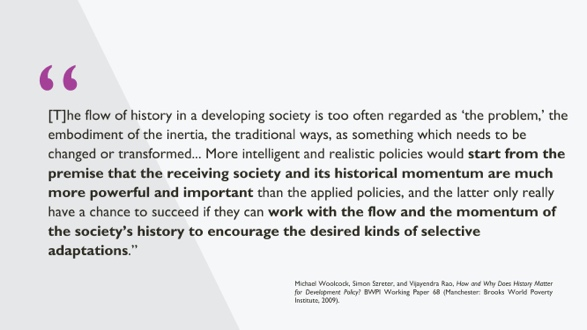 “
[T]he flow of history in a developing society is too often regarded as ‘the problem,’ the
embodiment of the inertia, the traditional ways, as something which needs to be
changed or transformed... More intelligent and realistic policies would start from the
premise that the receiving society and its historical momentum are much
more powerful and important than the applied policies, and the latter only really
have a chance to succeed if they can work with the flow and the momentum of
the society’s history to encourage the desired kinds of selective
adaptations.”
Michael Woolcock, Simon Szreter, and Vijayendra Rao, How and Why Does History Matter
for Development Policy? BWPI Working Paper 68 (Manchester: Brooks World Poverty
Institute, 2009).